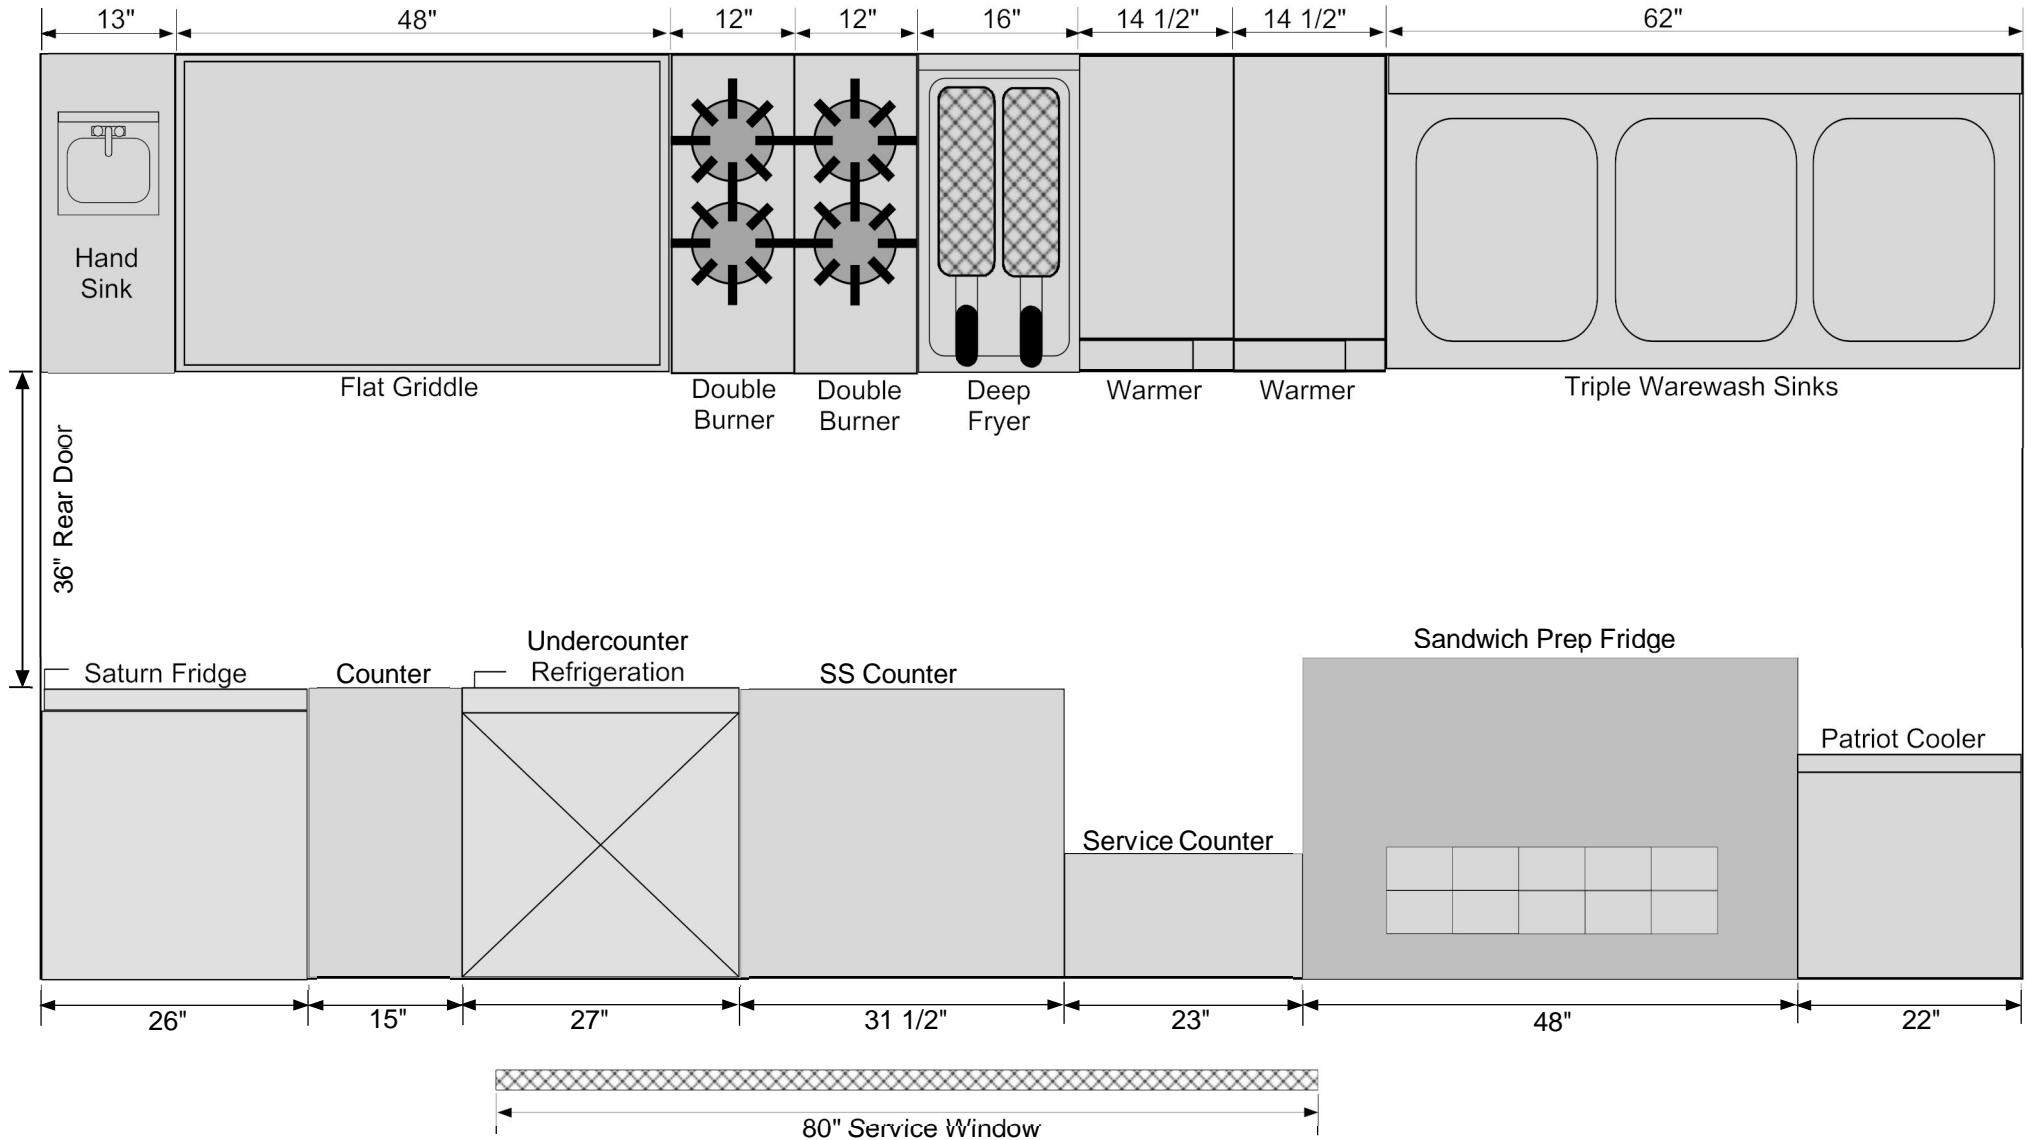 13" 48" 12" 12" 16" 14 1/2" 14 1/2" 62"
Hand
Sink
Flat Griddle
Double
Burner
Double
Burner
Deep
Fryer
Warmer
Warmer
Triple Warewash Sinks
36" Rear Door
Saturn Fridge
Counter
Undercounter
Refrigeration
SS Counter
Service Counter
Sandwich Prep Fridge
Patriot Cooler
26" 15" 27" 31 1/2" 23" 48" 22"
80" Service Window